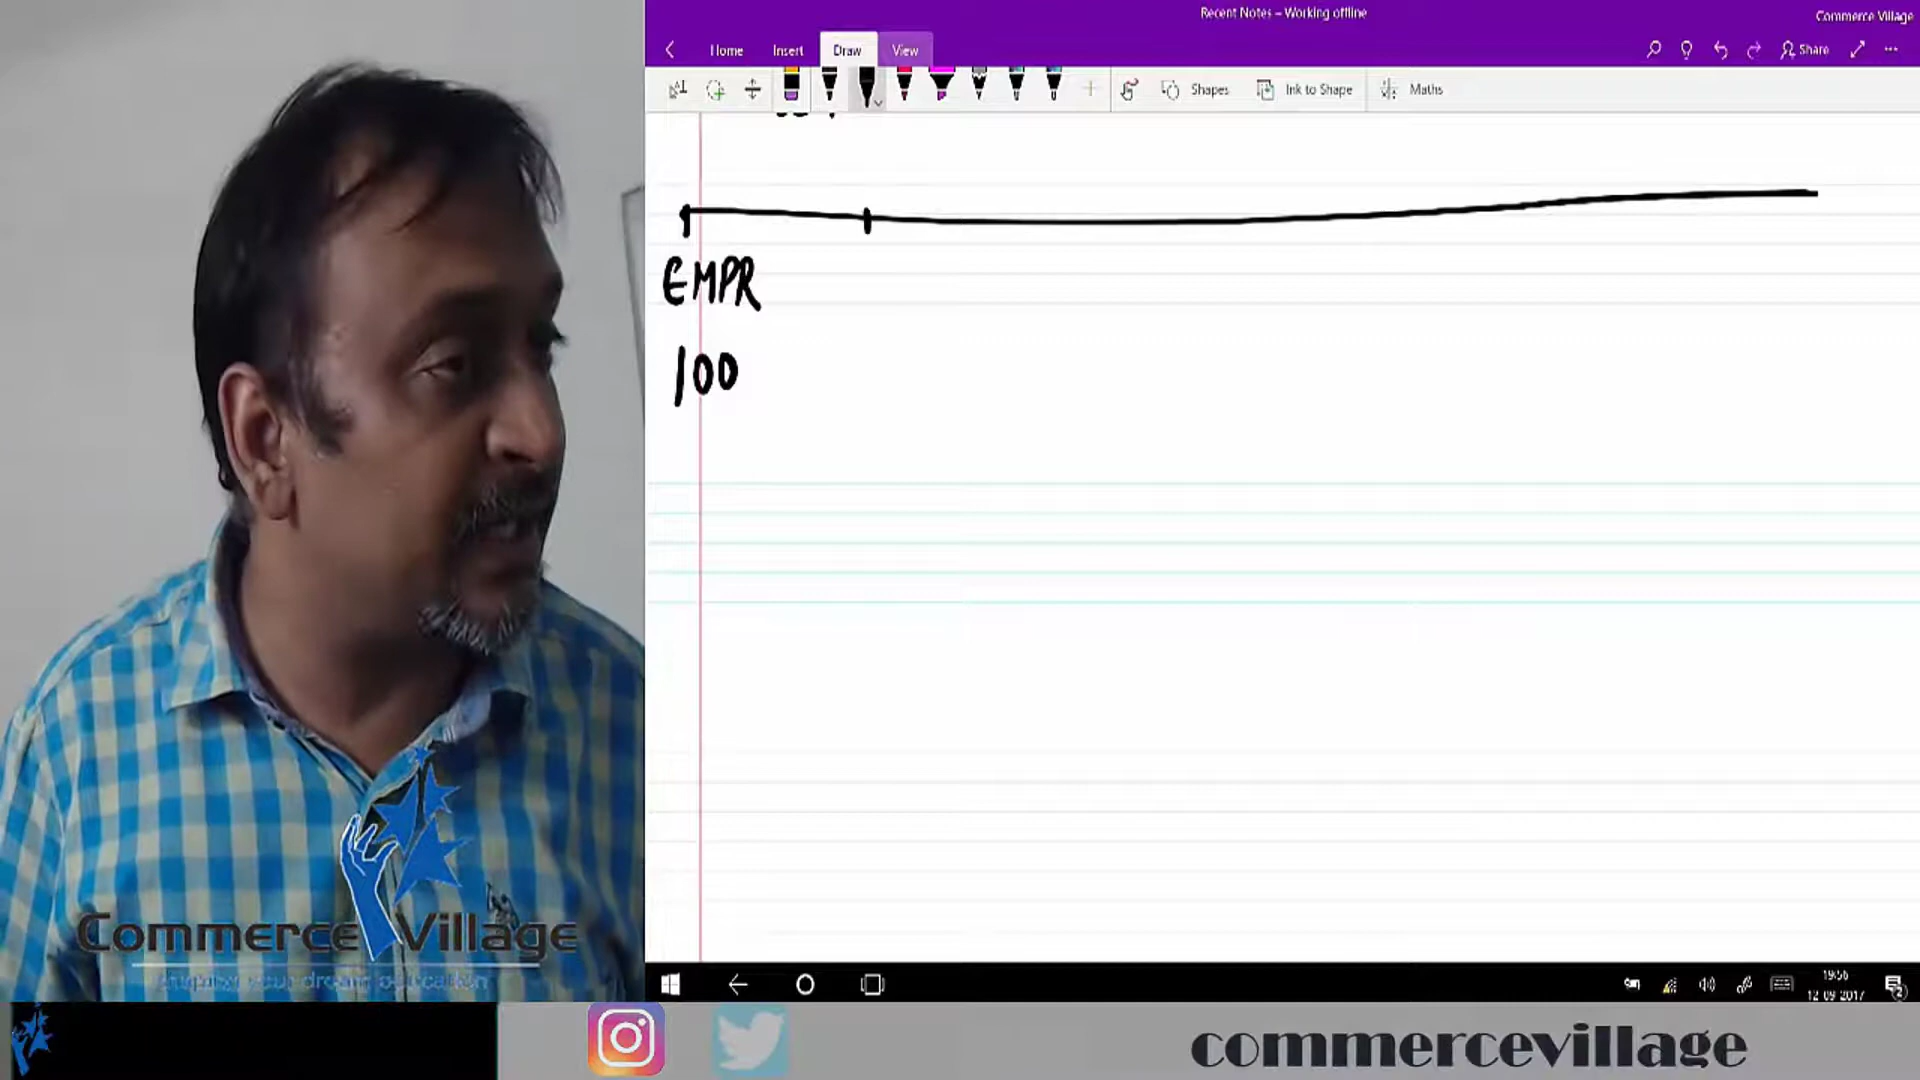 Recent Notes – Working offline
Commerce Village
Home Insert Draw View
Share
Shapes Ink to Shape Maths
EMPR
100
Commerce Village
19:56
12-09-2017
2
commercevillage